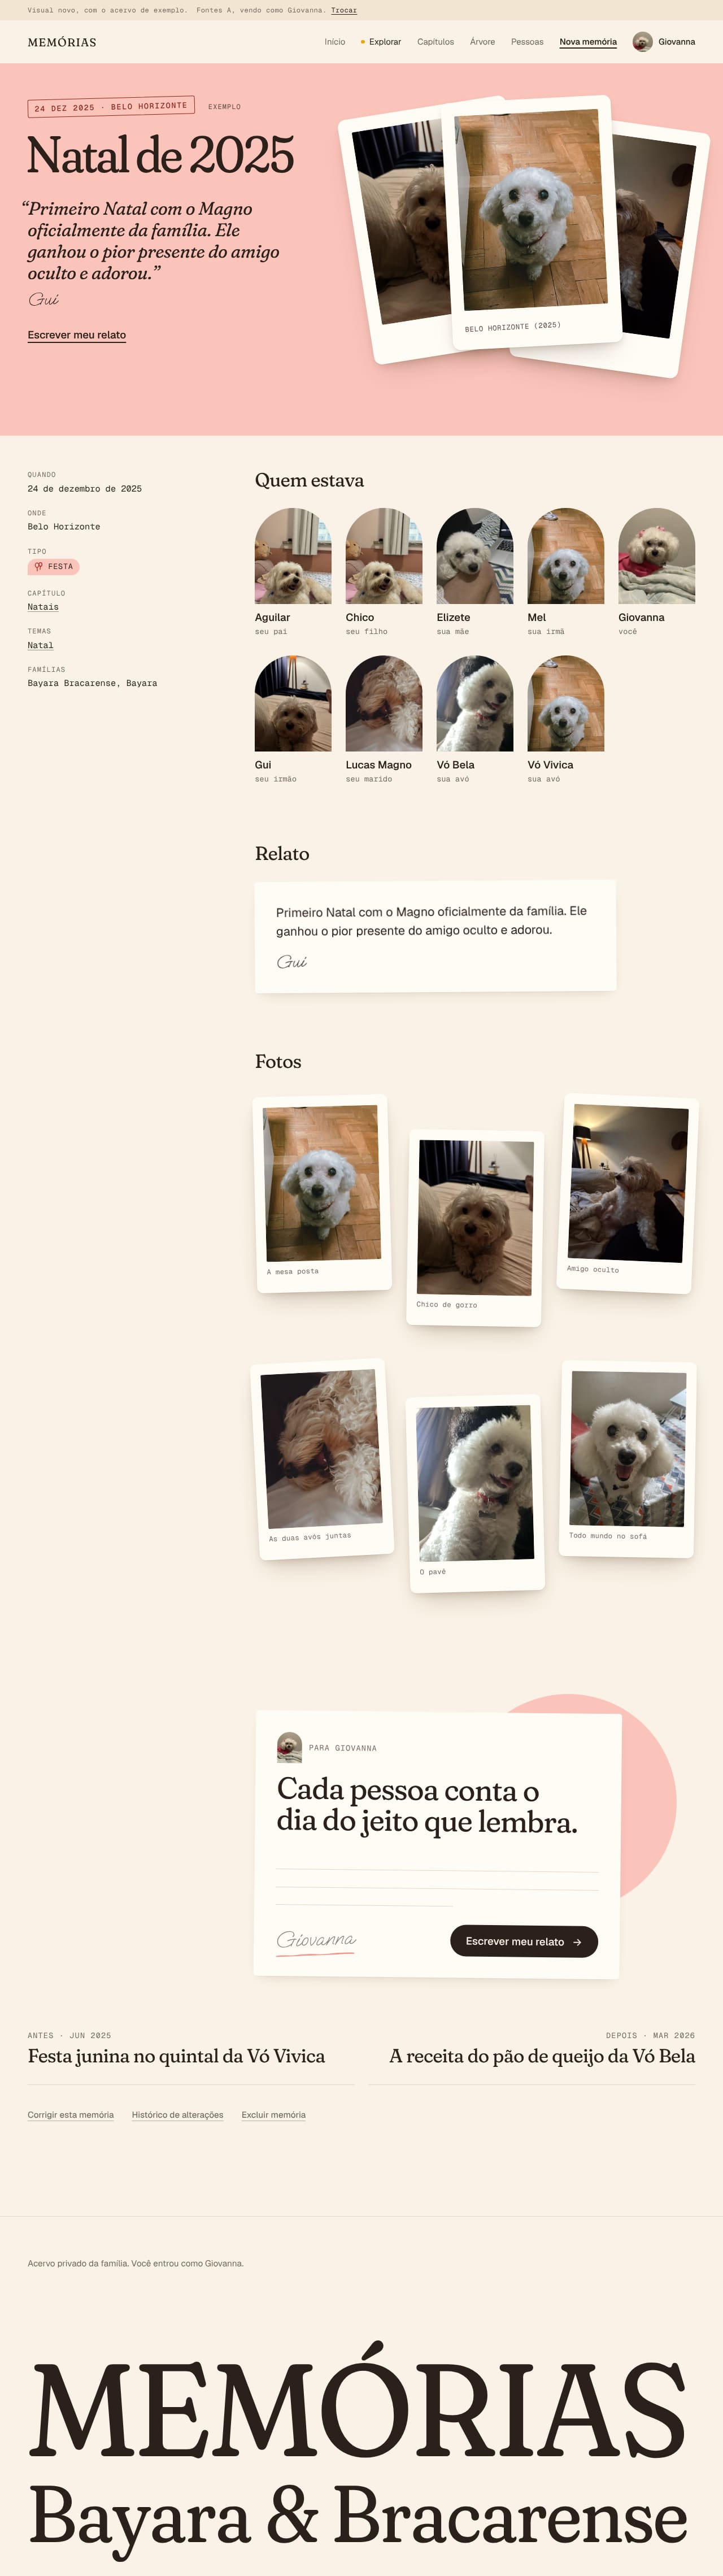 Visual novo, com o acervo de exemplo. Fontes A, vendo como Giovanna. Trocar
MEMÓRIAS
Início
Explorar
Capítulos
Árvore
Pessoas
Nova memória
Giovanna
24 DEZ 2025 · BELO HORIZONTE
EXEMPLO
Natal de 2025
“Primeiro Natal com o Magno
oficialmente da família. Ele
ganhou o pior presente do amigo
oculto e adorou.”
Gui
Escrever meu relato
BELO HORIZONTE (2025)
QUANDO
24 de dezembro de 2025
ONDE
Belo Horizonte
TIPO
FESTA
CAPÍTULO
Natais
TEMAS
Natal
FAMÍLIAS
Bayara Bracarense, Bayara
Quem estava
Aguilar
seu pai
Chico
seu filho
Elizete
sua mãe
Mel
sua irmã
Giovanna
você
Gui
seu irmão
Lucas Magno
seu marido
Vó Bela
sua avó
Vó Vivica
sua avó
Relato
Primeiro Natal com o Magno oficialmente da família. Ele
ganhou o pior presente do amigo oculto e adorou.
Gui
Fotos
A mesa posta
Chico de gorro
Amigo oculto
As duas avós juntas
O pavê
Todo mundo no sofá
PARA GIOVANNA
Cada pessoa conta o
dia do jeito que lembra.
Giovanna
Escrever meu relato →
ANTES · JUN 2025
Festa junina no quintal da Vó Vivica
DEPOIS · MAR 2026
A receita do pão de queijo da Vó Bela
Corrigir esta memória
Histórico de alterações
Excluir memória
Acervo privado da família. Você entrou como Giovanna.
MEMÓRIAS
Bayara & Bracarense